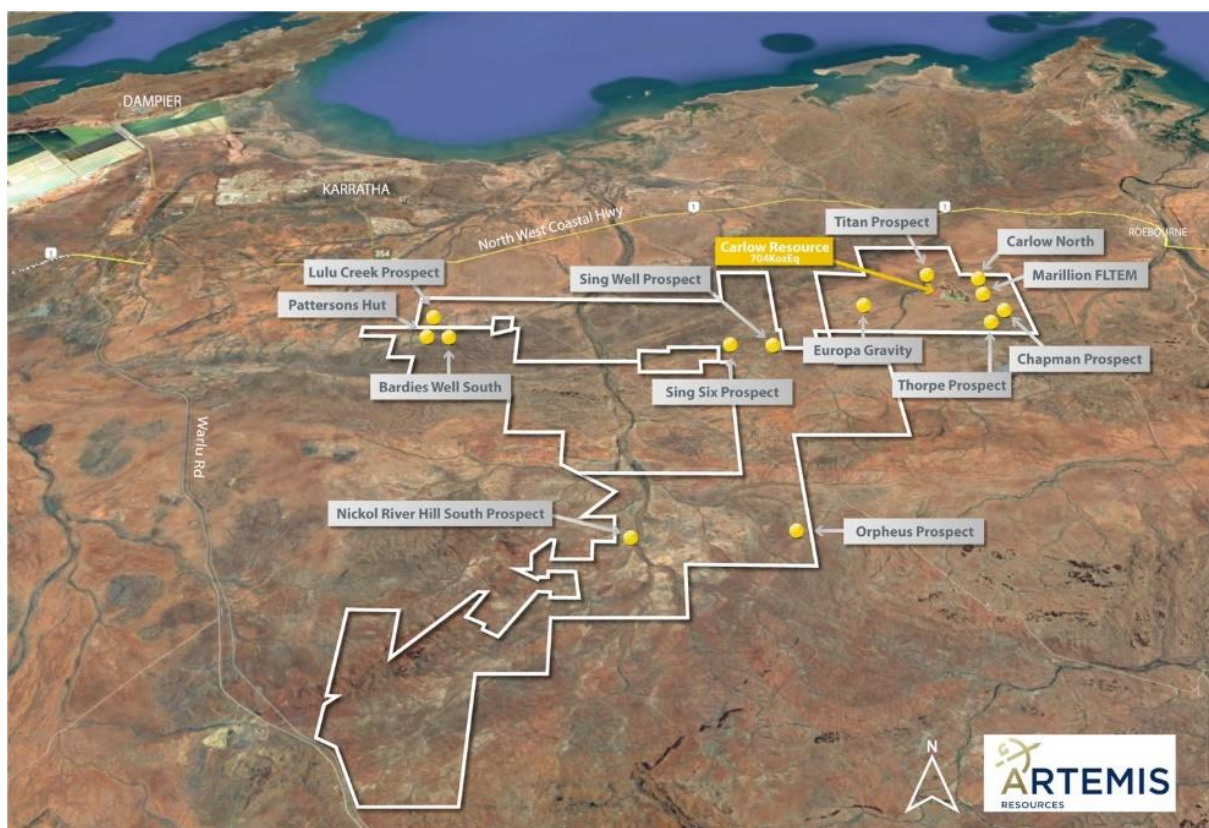 DAMPIER
KARRATHA
1
354
North West Coastal Hwy
1
1
ROEBOURNE
Titan Prospect
Carlow Resource
704KozEq
Carlow North
Lulu Creek Prospect
Sing Well Prospect
Marillion FLTEM
Pattersons Hut
Europa Gravity
Chapman Prospect
Bardies Well South
Sing Six Prospect
Thorpe Prospect
Warlu Rd
Nickol River Hill South Prospect
Orpheus Prospect
N
ARTEMIS
RESOURCES